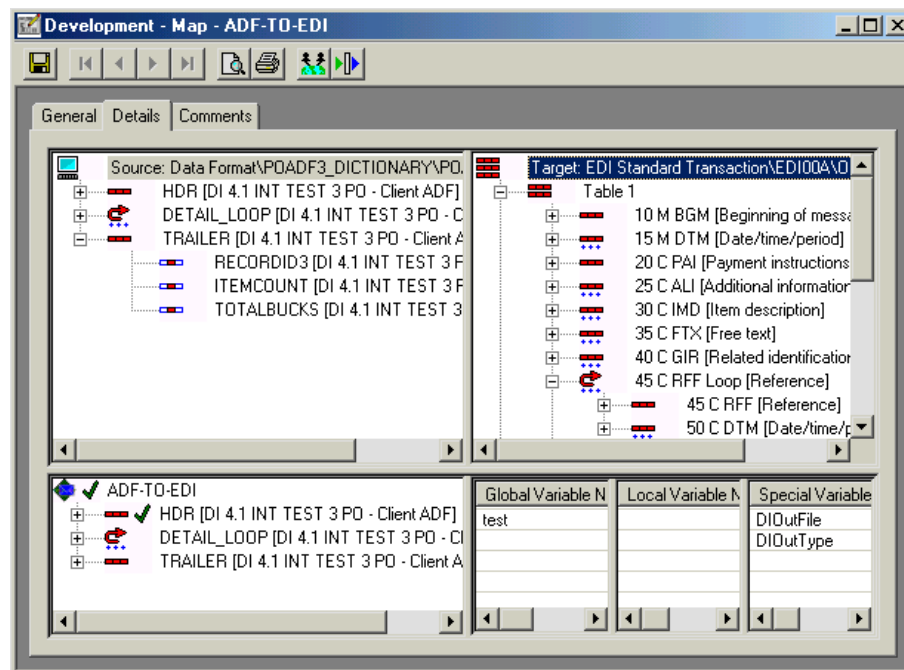 Development - Map - ADF-TO-EDI
General Details Comments
Source: Data Format\POADF3_DICTIONARY\PO.
HDR [DI 4.1 INT TEST 3 PO - Client ADF]
DETAIL_LOOP [DI 4.1 INT TEST 3 PO - C
TRAILER [DI 4.1 INT TEST 3 PO - Client A
RECORDID3 [DI 4.1 INT TEST 3 P
ITEMCOUNT [DI 4.1 INT TEST 3 P
TOTALBUCKS [DI 4.1 INT TEST 3
Target: EDI Standard Transaction\EDI00A\O
Table 1
10 M BGM [Beginning of messa
15 M DTM [Date/time/period]
20 C PAI [Payment instructions
25 C ALI [Additional information
30 C IMD [Item description]
35 C FTX [Free text]
40 C GIR [Related identification
45 C RFF Loop [Reference]
45 C RFF [Reference]
50 C DTM [Date/time/p
ADF-TO-EDI
HDR [DI 4.1 INT TEST 3 PO - Client ADF]
DETAIL_LOOP [DI 4.1 INT TEST 3 PO - Cl
TRAILER [DI 4.1 INT TEST 3 PO - Client A
Global Variable N Local Variable N Special Variable
test DIOutFile
DIOutType